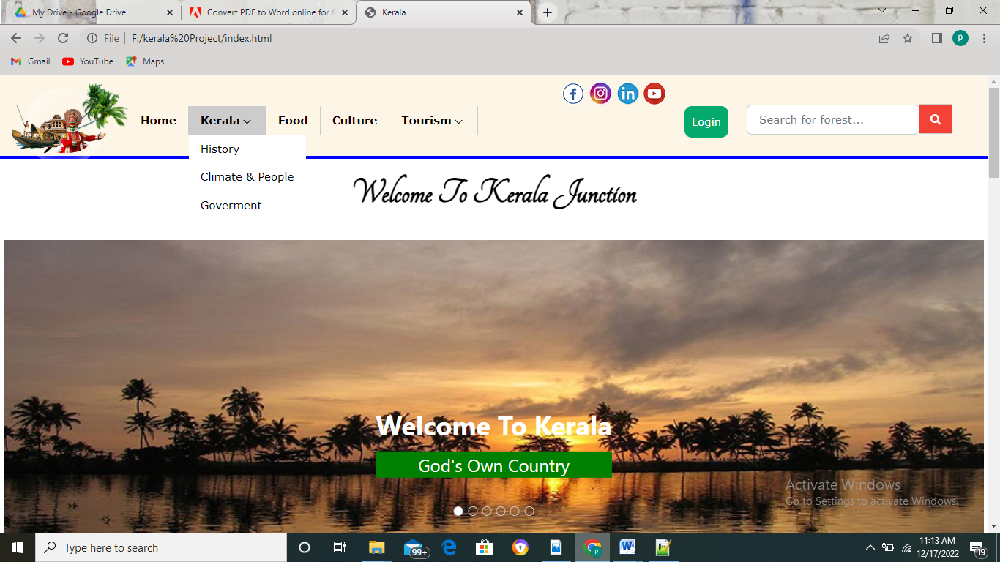 My Drive - Google Drive
Convert PDF to Word online for f
Kerala
File
F:/kerala%20Project/index.html
P
Gmail
YouTube
Maps
Home
Kerala
Food
Culture
Tourism
Login
Search for forest...
History
Climate & People
Goverment
Welcome To Kerala Junction
Welcome To Kerala
God's Own Country
Activate Windows
Go to Settings to activate Windows.
Type here to search
99+
11:13 AM
12/17/2022
19